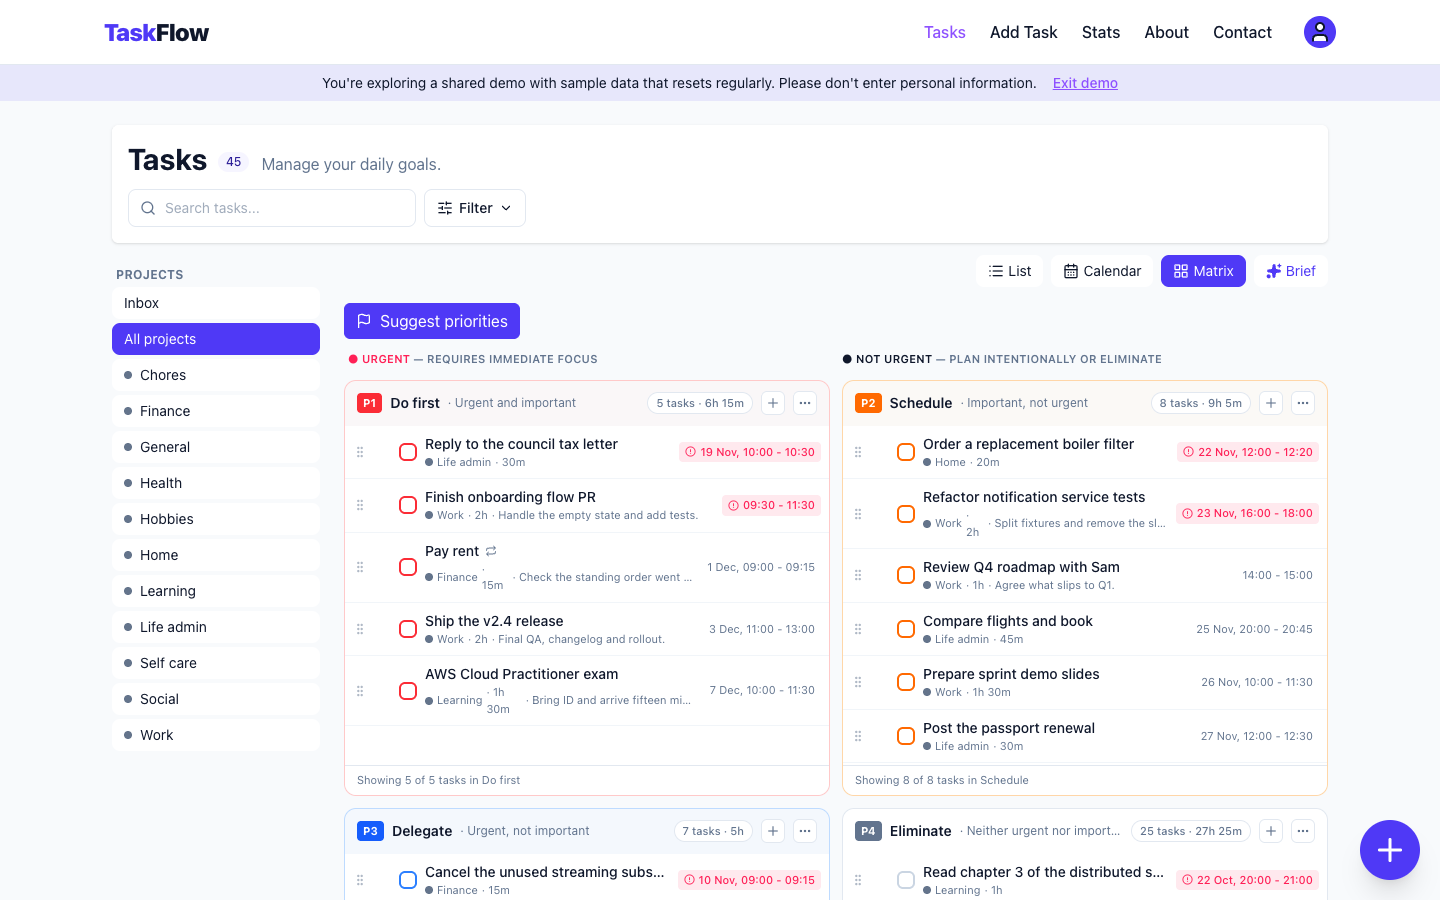 TaskFlow
Tasks
Add Task
Stats
About
Contact
You're exploring a shared demo with sample data that resets regularly. Please don't enter personal information. Exit demo
Tasks 45 Manage your daily goals.
Search tasks...
Filter
PROJECTS
Inbox
All projects
Chores
Finance
General
Health
Hobbies
Home
Learning
Life admin
Self care
Social
Work
List
Calendar
Matrix
Brief
Suggest priorities
URGENT — REQUIRES IMMEDIATE FOCUS
NOT URGENT — PLAN INTENTIONALLY OR ELIMINATE
P1 Do first · Urgent and important 5 tasks · 6h 15m
Reply to the council tax letter
Life admin · 30m
19 Nov, 10:00 - 10:30
Finish onboarding flow PR
Work · 2h · Handle the empty state and add tests.
09:30 - 11:30
Pay rent
Finance · 15m · Check the standing order went ...
1 Dec, 09:00 - 09:15
Ship the v2.4 release
Work · 2h · Final QA, changelog and rollout.
3 Dec, 11:00 - 13:00
AWS Cloud Practitioner exam
Learning · 1h 30m · Bring ID and arrive fifteen mi...
7 Dec, 10:00 - 11:30
Showing 5 of 5 tasks in Do first
P2 Schedule · Important, not urgent 8 tasks · 9h 5m
Order a replacement boiler filter
Home · 20m
22 Nov, 12:00 - 12:20
Refactor notification service tests
Work · 2h · Split fixtures and remove the sl...
23 Nov, 16:00 - 18:00
Review Q4 roadmap with Sam
Work · 1h · Agree what slips to Q1.
14:00 - 15:00
Compare flights and book
Life admin · 45m
25 Nov, 20:00 - 20:45
Prepare sprint demo slides
Work · 1h 30m
26 Nov, 10:00 - 11:30
Post the passport renewal
Life admin · 30m
27 Nov, 12:00 - 12:30
Showing 8 of 8 tasks in Schedule
P3 Delegate · Urgent, not important 7 tasks · 5h
Cancel the unused streaming subs...
Finance · 15m
10 Nov, 09:00 - 09:15
P4 Eliminate · Neither urgent nor import... 25 tasks · 27h 25m
Read chapter 3 of the distributed s...
Learning · 1h
22 Oct, 20:00 - 21:00